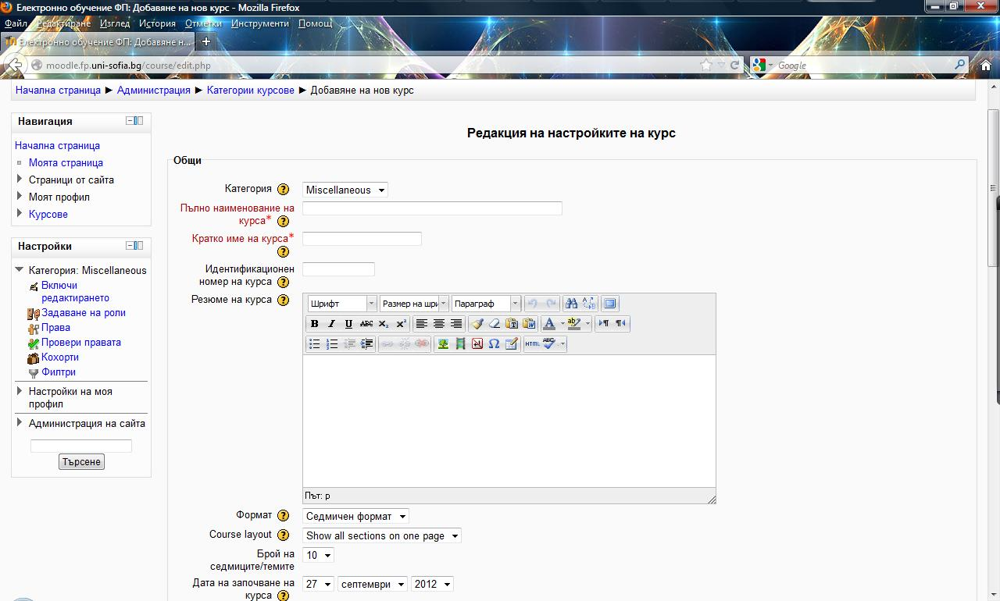 Електронно обучение ФП: Добавяне на нов курс - Mozilla Firefox
Файл Редактиране Изглед История Отметки Инструменти Помощ
Електронно обучение ФП: Добавяне н...
moodle.fp.uni-sofia.bg/course/edit.php
Google
Начална страница ► Администрация ► Категории курсове ► Добавяне на нов курс
Навигация
Начална страница
Моята страница
Страници от сайта
Моят профил
Курсове
Настройки
Категория: Miscellaneous
Включи
редактирането
Задаване на роли
Права
Провери правата
Кохорти
Филтри
Настройки на моя
профил
Администрация на сайта
Търсене
Редакция на настройките на курс
Общи
Категория Miscellaneous
Пълно наименование на
курса*
Кратко име на курса*
Идентификационен
номер на курса
Резюме на курса
Шрифт Размер на шри Параграф
B I U ABC x₂ x²
HTML ABC
Път: p
Формат Седмичен формат
Course layout Show all sections on one page
Брой на
седмиците/темите 10
Дата на започване на
курса 27 септември 2012